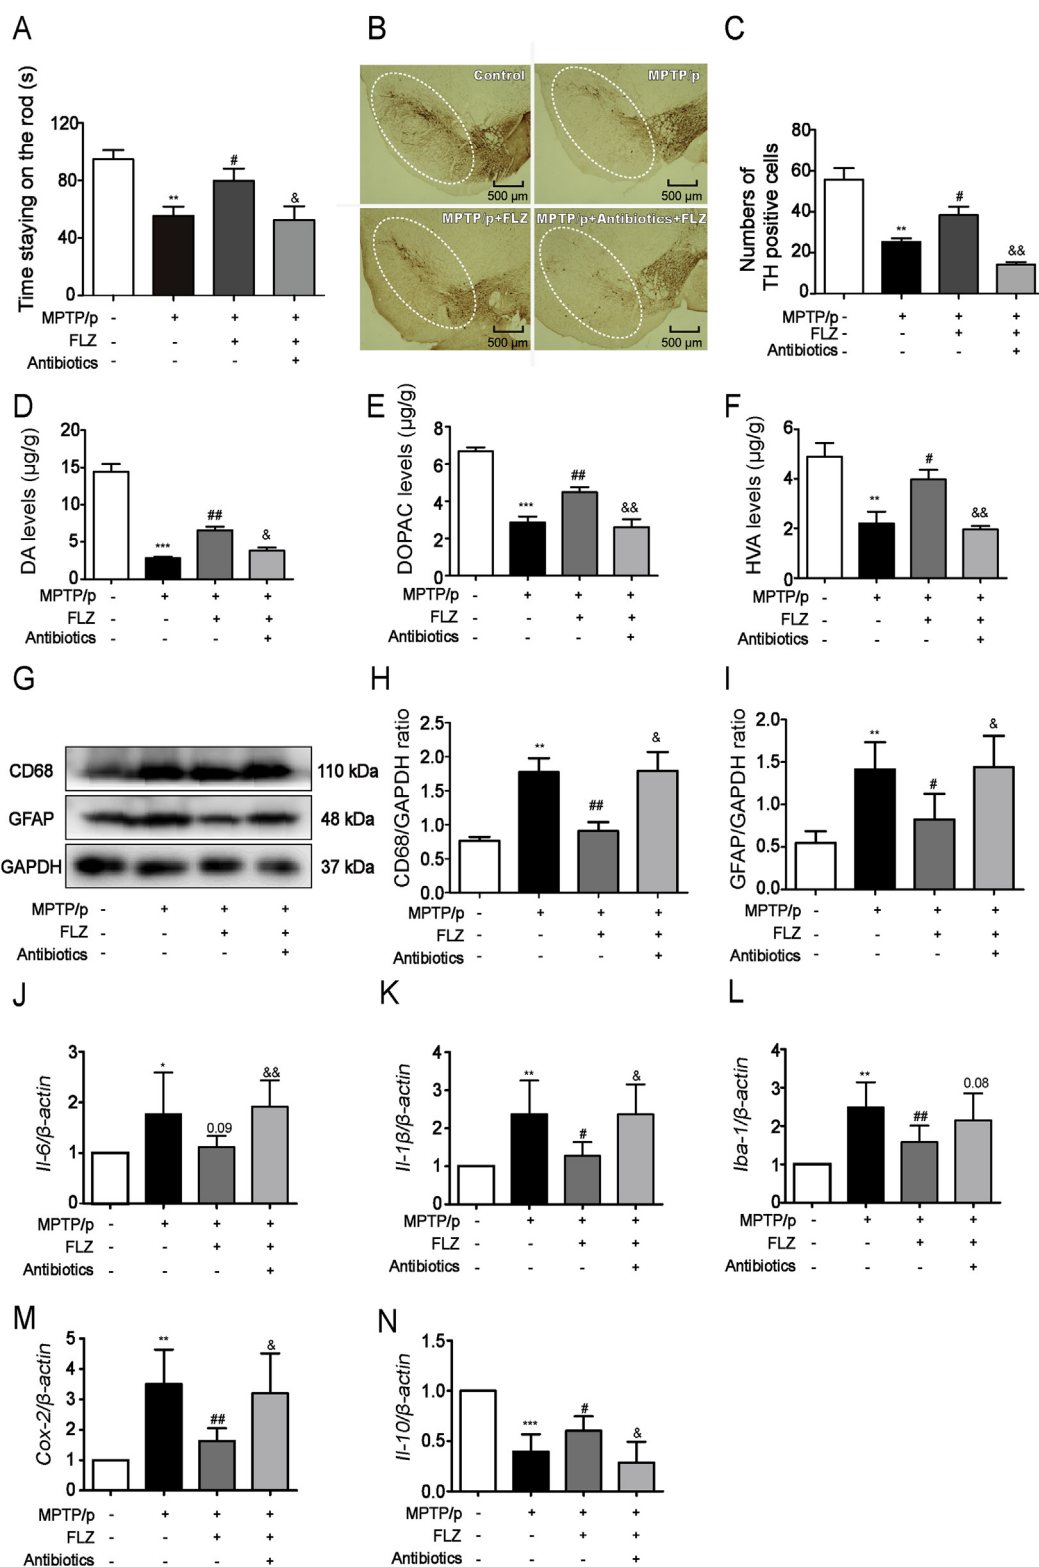 A
Time staying on the rod (s)
120
80
40
0
**
#
&
MPTP/p - + + +
FLZ - - + +
Antibiotics - - - +
B
Control
500 µm
MPTP/p
500 µm
MPTP/p+FLZ
500 µm
MPTP/p+Antibiotics+FLZ
500 µm
C
Numbers of
TH positive cells
80
60
40
20
0
**
#
&&
MPTP/p - + + +
FLZ - - + +
Antibiotics - - - +
D
DA levels (µg/g)
20
15
10
5
0
***
##
&
MPTP/p - + + +
FLZ - - + +
Antibiotics - - - +
E
DOPAC levels (µg/g)
8
6
4
2
0
***
##
&&
MPTP/p - + + +
FLZ - - + +
Antibiotics - - - +
F
HVA levels (µg/g)
6
4
2
0
**
#
&&
MPTP/p - + + +
FLZ - - + +
Antibiotics - - - +
G
CD68 110 kDa
GFAP 48 kDa
GAPDH 37 kDa
MPTP/p - + + +
FLZ - - + +
Antibiotics - - - +
H
CD68/GAPDH ratio
2.5
2.0
1.5
1.0
0.5
0.0
**
##
&
MPTP/p - + + +
FLZ - - + +
Antibiotics - - - +
I
GFAP/GAPDH ratio
2.0
1.5
1.0
0.5
0.0
**
#
&
MPTP/p - + + +
FLZ - - + +
Antibiotics - - - +
J
Il-6/β-actin
3
2
1
0
*
0.09
&&
MPTP/p - + + +
FLZ - - + +
Antibiotics - - - +
K
Il-1β/β-actin
4
3
2
1
0
**
#
&
MPTP/p - + + +
FLZ - - + +
Antibiotics - - - +
L
Iba-1/β-actin
4
3
2
1
0
**
##
0.08
MPTP/p - + + +
FLZ - - + +
Antibiotics - - - +
M
Cox-2/β-actin
5
4
3
2
1
0
**
##
&
MPTP/p - + + +
FLZ - - + +
Antibiotics - - - +
N
Il-10/β-actin
1.5
1.0
0.5
0.0
***
#
&
MPTP/p - + + +
FLZ - - + +
Antibiotics - - - +